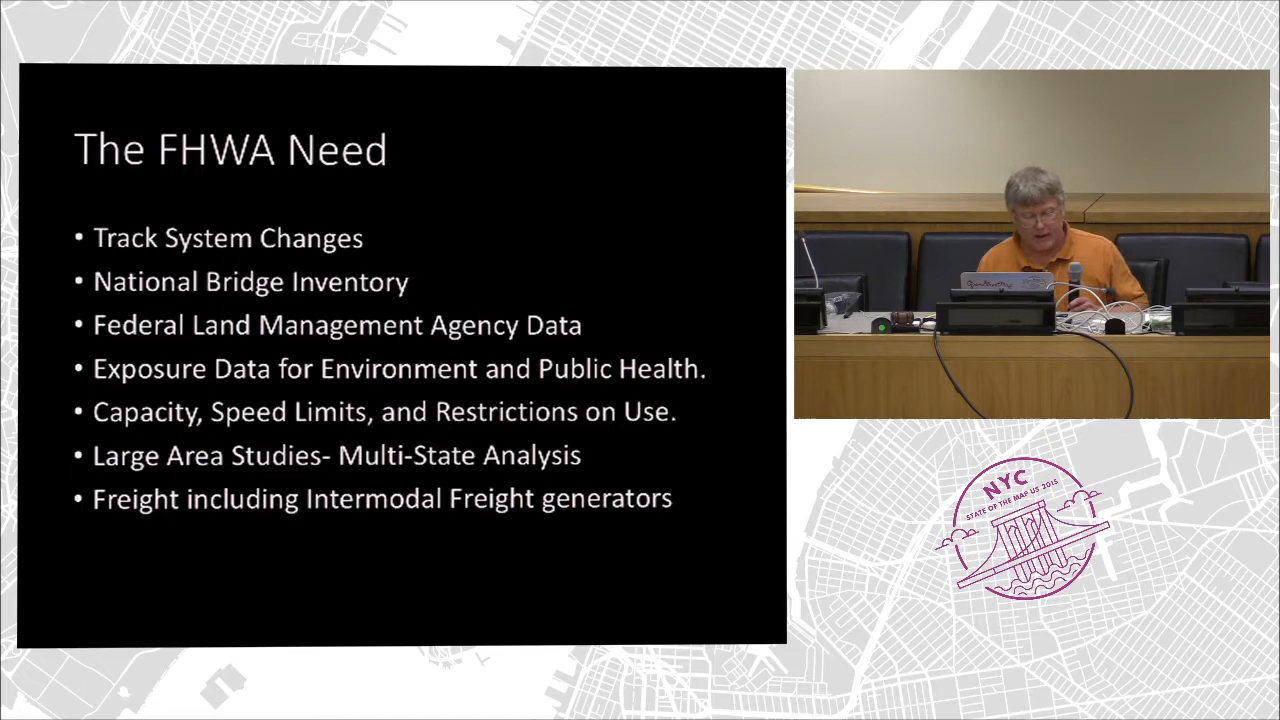 The FHWA Need
• Track System Changes
• National Bridge Inventory
• Federal Land Management Agency Data
• Exposure Data for Environment and Public Health.
• Capacity, Speed Limits, and Restrictions on Use.
• Large Area Studies- Multi-State Analysis
• Freight including Intermodal Freight generators
OpenStreetMap
NYC
STATE OF THE MAP US 2015